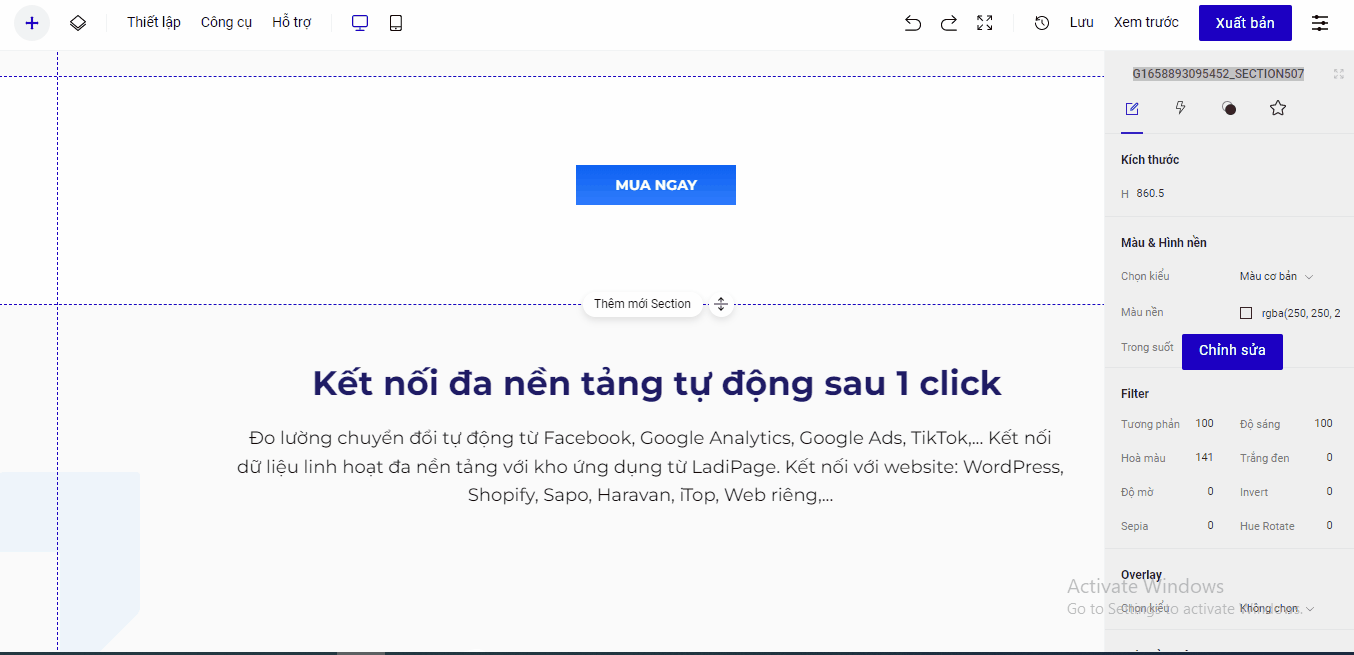 Thiết lập Công cụ Hỗ trợ Lưu Xem trước Xuất bản
G1658893095452_SECTION507
Kích thước
H 860.5
MUA NGAY
Màu & Hình nền
Chọn kiểu Màu cơ bản
Màu nền rgba(250, 250, 2
Trong suốt Chỉnh sửa
Thêm mới Section
Kết nối đa nền tảng tự động sau 1 click
Đo lường chuyển đổi tự động từ Facebook, Google Analytics, Google Ads, TikTok,... Kết nối
dữ liệu linh hoạt đa nền tảng với kho ứng dụng từ LadiPage. Kết nối với website: WordPress,
Shopify, Sapo, Haravan, iTop, Web riêng,...
Filter
Tương phản 100 Độ sáng 100
Hoà màu 141 Trắng đen 0
Độ mờ 0 Invert 0
Sepia 0 Hue Rotate 0
Overlay
Chọn kiểu Không chọn
Activate Windows
Go to Settings to activate Windows.